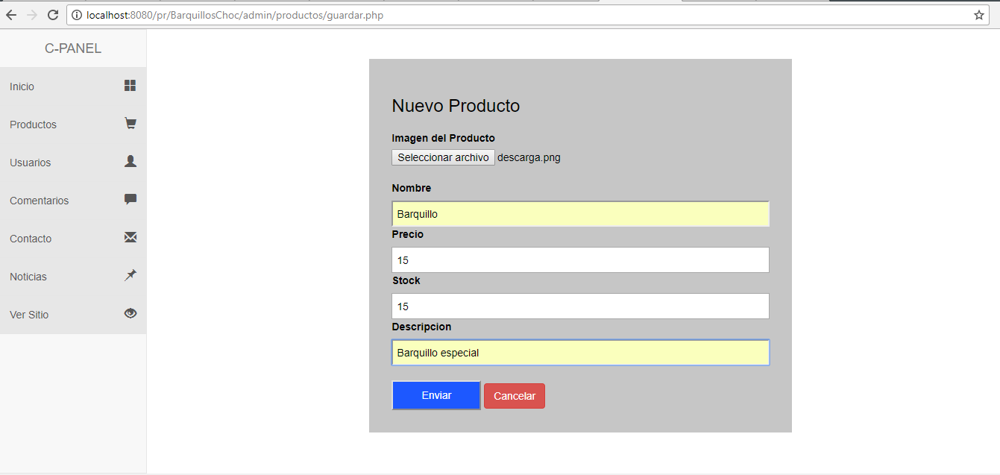 localhost:8080/pr/BarquillosChoc/admin/productos/guardar.php
C-PANEL
Inicio
Productos
Usuarios
Comentarios
Contacto
Noticias
Ver Sitio
Nuevo Producto
Imagen del Producto
Seleccionar archivo descarga.png
Nombre
Barquillo
Precio
15
Stock
15
Descripcion
Barquillo especial
Enviar Cancelar